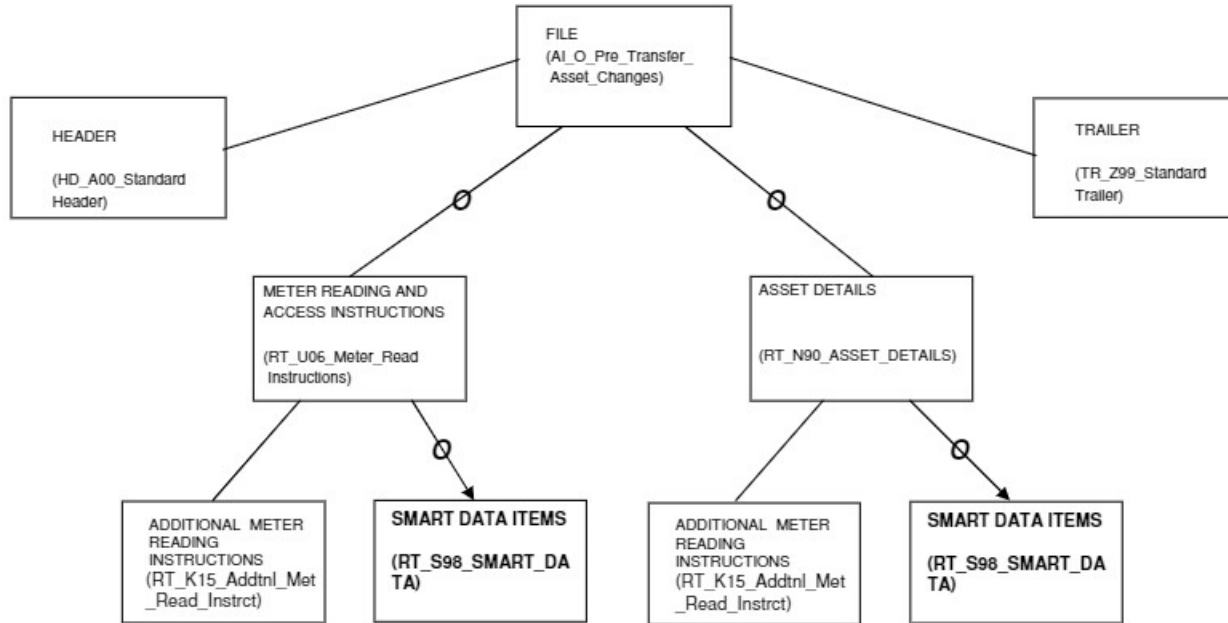 FILE
(AI_O_Pre_Transfer_
Asset_Changes)
HEADER
(HD_A00_Standard
Header)
TRAILER
(TR_Z99_Standard
Trailer)
O
O
METER READING AND
ACCESS INSTRUCTIONS
(RT_U06_Meter_Read
Instructions)
ASSET DETAILS
(RT_N90_ASSET_DETAILS)
O
O
ADDITIONAL METER
READING
INSTRUCTIONS
(RT_K15_Addtnl_Met
_Read_Instrct)
SMART DATA ITEMS
(RT_S98_SMART_DA
TA)
ADDITIONAL METER
READING
INSTRUCTIONS
(RT_K15_Addtnl_Met
_Read_Instrct)
SMART DATA ITEMS
(RT_S98_SMART_DA
TA)